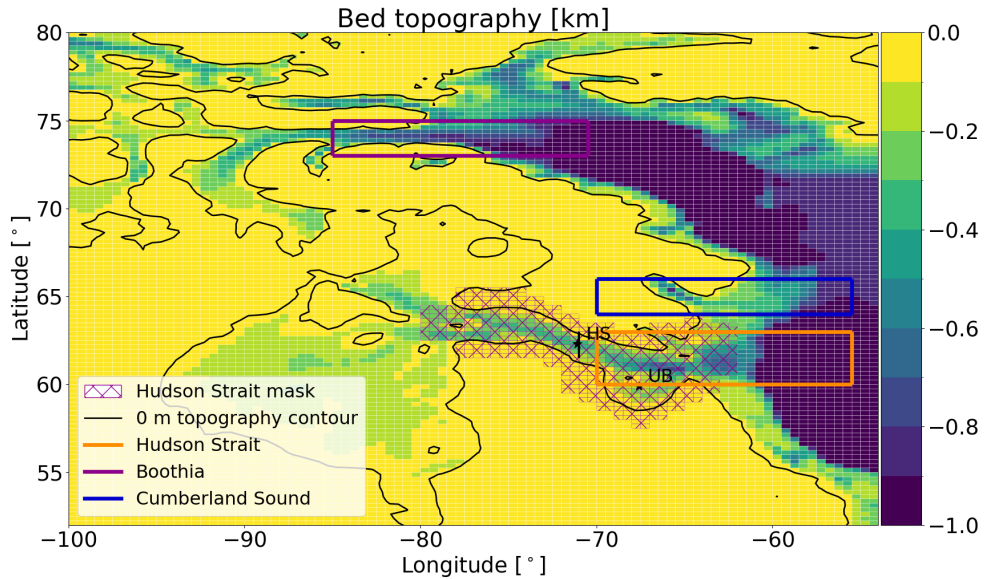 Bed topography [km]
80
75
70
65
60
55
Latitude [°]
−100
−90
−80
−70
−60
Longitude [°]
HS
UB
Hudson Strait mask
0 m topography contour
Hudson Strait
Boothia
Cumberland Sound
0.0
−0.2
−0.4
−0.6
−0.8
−1.0